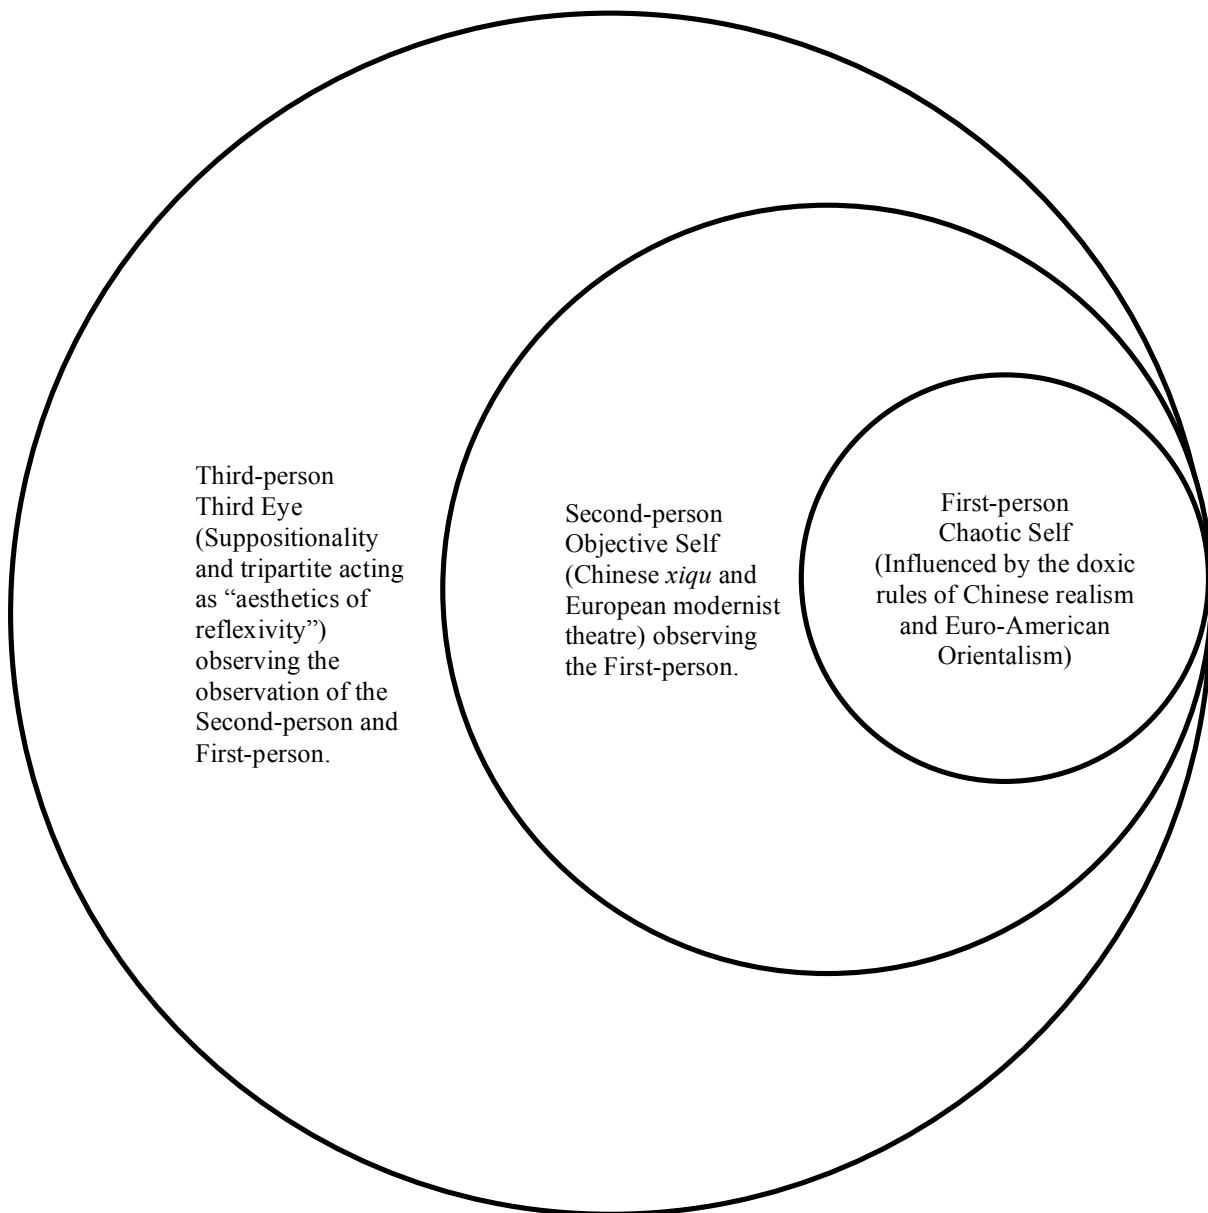 Third-person
Third Eye
(Suppositionality
and tripartite acting
as “aesthetics of
reflexivity”)
observing the
observation of the
Second-person and
First-person.
Second-person
Objective Self
(Chinese xiqu and
European modernist
theatre) observing
the First-person.
First-person
Chaotic Self
(Influenced by the doxic
rules of Chinese realism
and Euro-American
Orientalism)